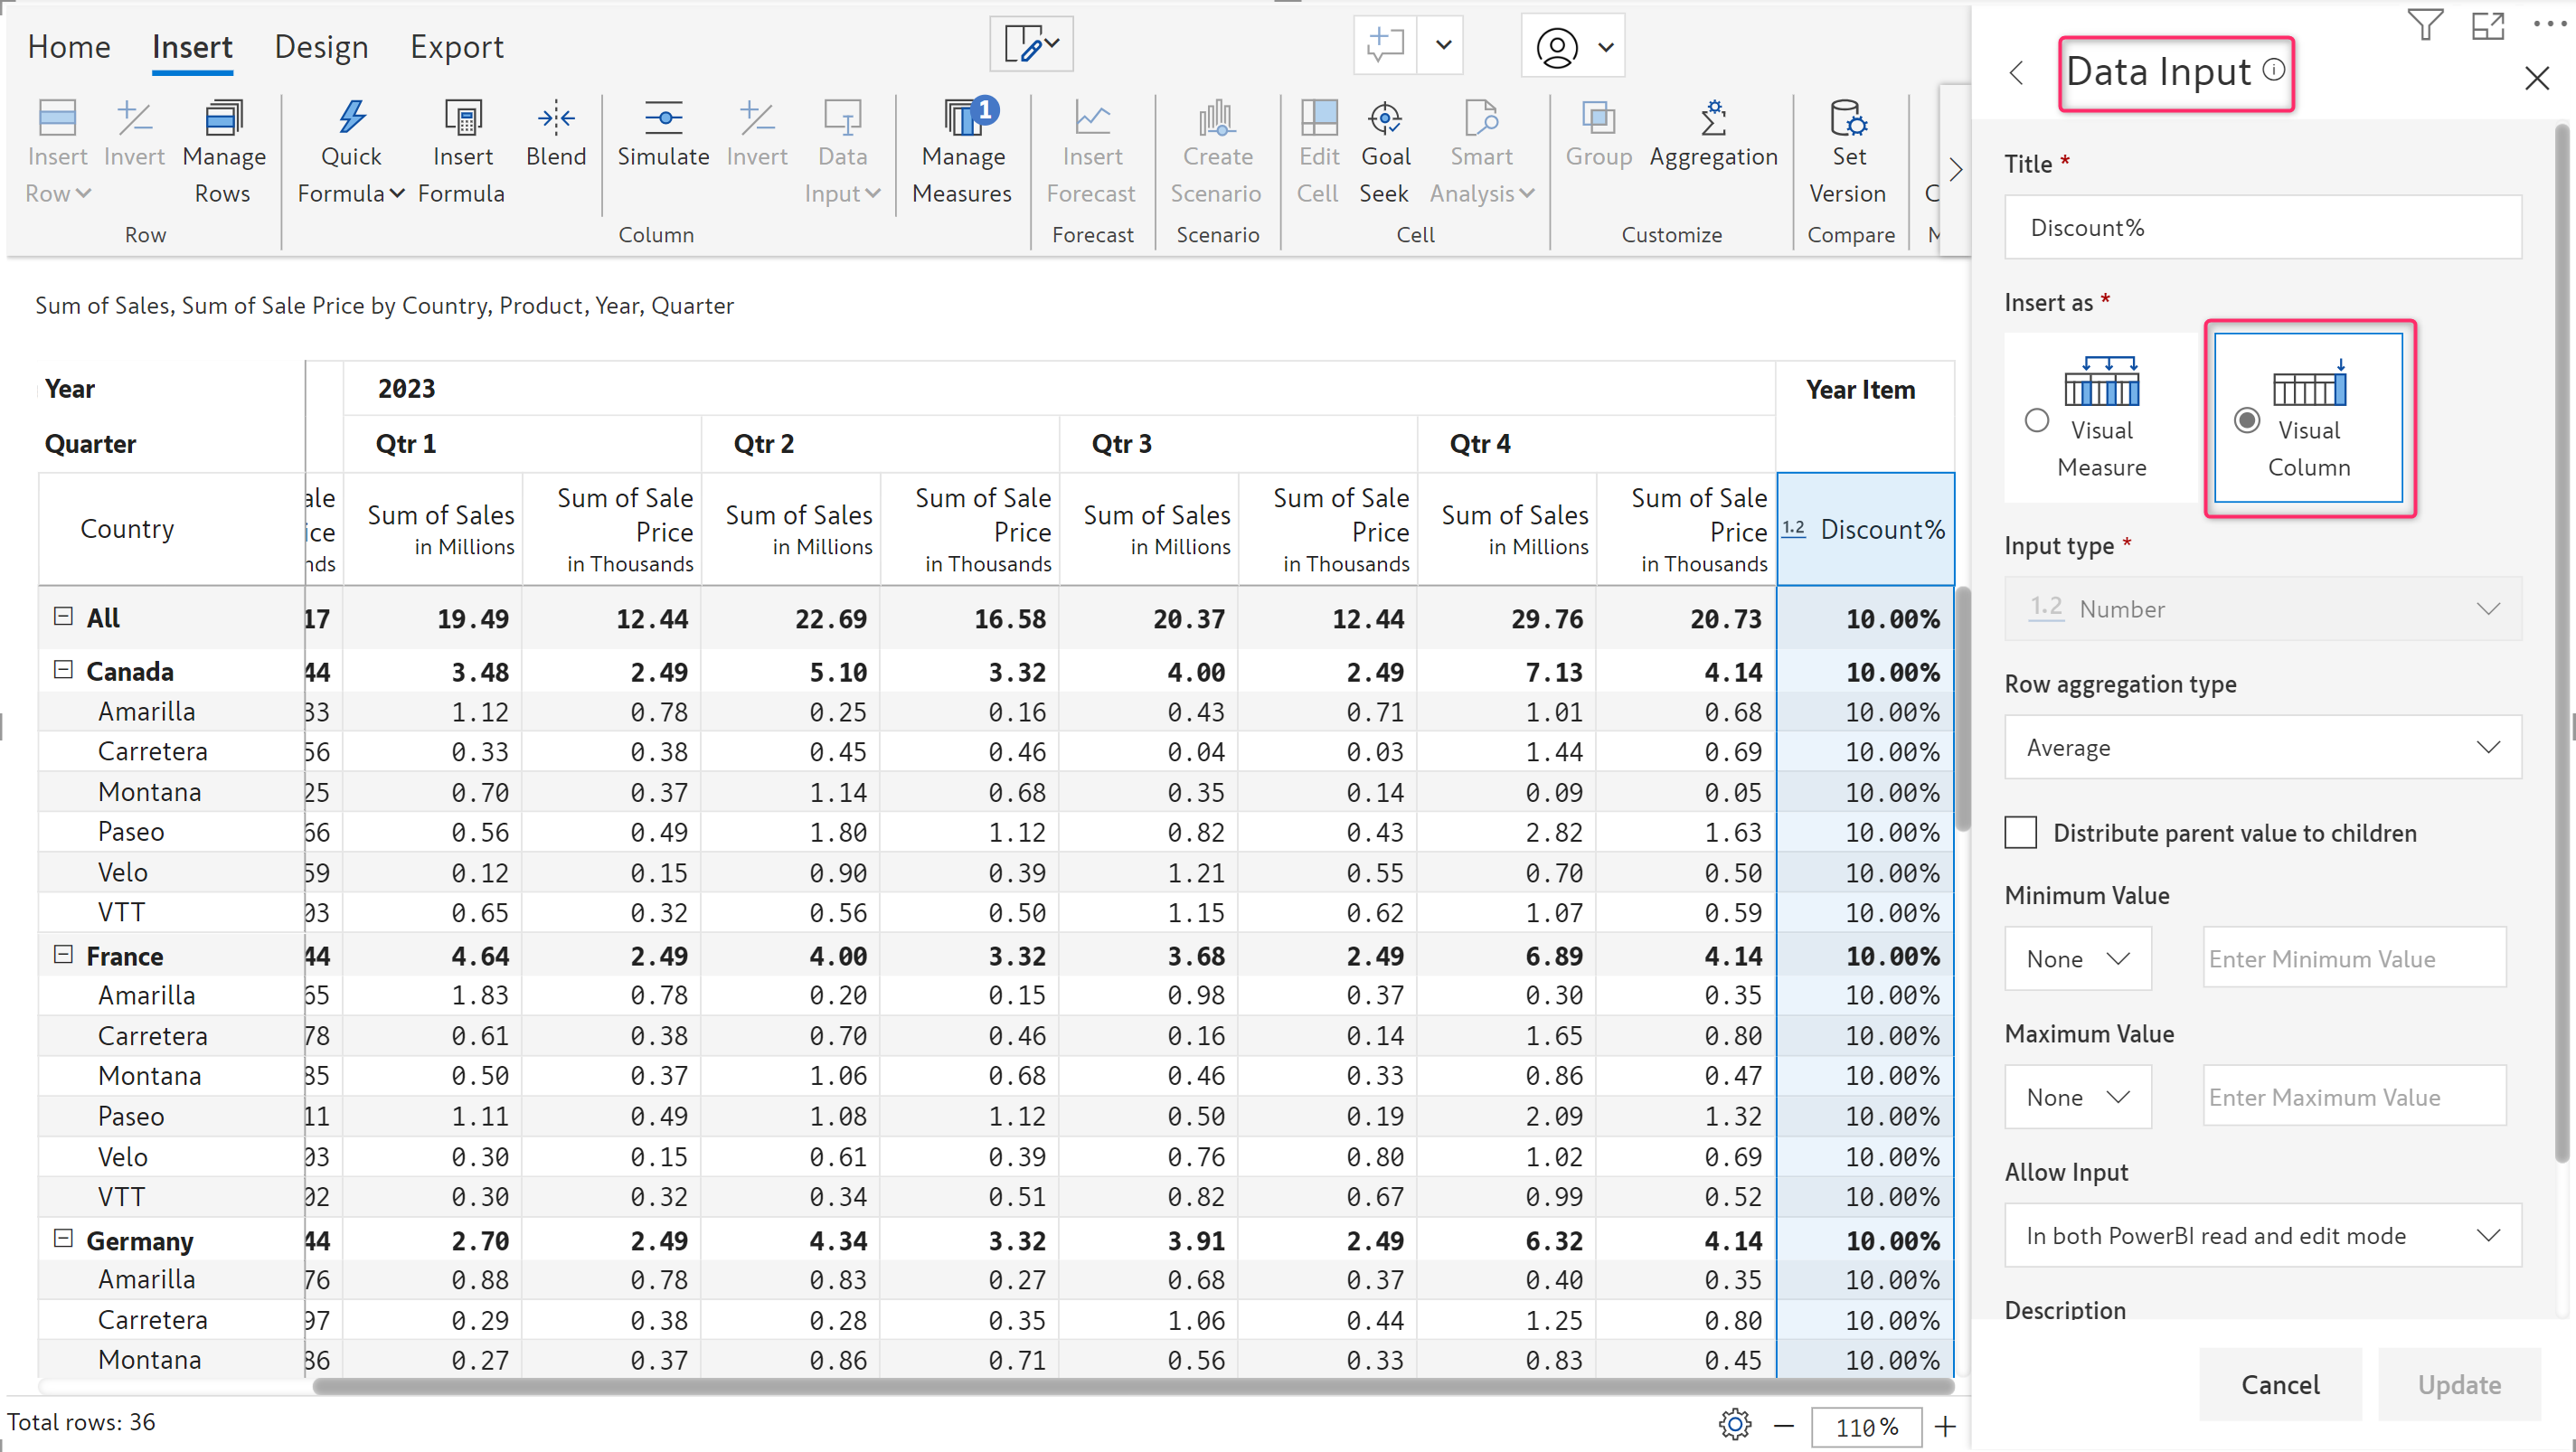 Home Insert Design Export
Insert Row
Invert
Manage Rows
Quick Formula
Insert Formula
Blend
Simulate
Invert
Data Input
1
Manage Measures
Insert Forecast
Create Scenario
Edit Cell
Goal Seek
Smart Analysis
Group
Aggregation
Set Version
Row Column Forecast Scenario Cell Customize Compare
Sum of Sales, Sum of Sale Price by Country, Product, Year, Quarter
Year 2023 Year Item
Quarter Qtr 1 Qtr 2 Qtr 3 Qtr 4
Country Sum of Sales in Millions Sum of Sale Price in Thousands Sum of Sales in Millions Sum of Sale Price in Thousands Sum of Sales in Millions Sum of Sale Price in Thousands Sum of Sales in Millions Sum of Sale Price in Thousands 1.2 Discount%
All 17 19.49 12.44 22.69 16.58 20.37 12.44 29.76 20.73 10.00%
Canada 44 3.48 2.49 5.10 3.32 4.00 2.49 7.13 4.14 10.00%
Amarilla 33 1.12 0.78 0.25 0.16 0.43 0.71 1.01 0.68 10.00%
Carretera 56 0.33 0.38 0.45 0.46 0.04 0.03 1.44 0.69 10.00%
Montana 25 0.70 0.37 1.14 0.68 0.35 0.14 0.09 0.05 10.00%
Paseo 66 0.56 0.49 1.80 1.12 0.82 0.43 2.82 1.63 10.00%
Velo 59 0.12 0.15 0.90 0.39 1.21 0.55 0.70 0.50 10.00%
VTT 03 0.65 0.32 0.56 0.50 1.15 0.62 1.07 0.59 10.00%
France 44 4.64 2.49 4.00 3.32 3.68 2.49 6.89 4.14 10.00%
Amarilla 65 1.83 0.78 0.20 0.15 0.98 0.37 0.30 0.35 10.00%
Carretera 78 0.61 0.38 0.70 0.46 0.16 0.14 1.65 0.80 10.00%
Montana 85 0.50 0.37 1.06 0.68 0.46 0.33 0.86 0.47 10.00%
Paseo 11 1.11 0.49 1.08 1.12 0.50 0.19 2.09 1.32 10.00%
Velo 03 0.30 0.15 0.61 0.39 0.76 0.80 1.02 0.69 10.00%
VTT 02 0.30 0.32 0.34 0.51 0.82 0.67 0.99 0.52 10.00%
Germany 44 2.70 2.49 4.34 3.32 3.91 2.49 6.32 4.14 10.00%
Amarilla 76 0.88 0.78 0.83 0.27 0.68 0.37 0.40 0.35 10.00%
Carretera 97 0.29 0.38 0.28 0.35 1.06 0.44 1.25 0.80 10.00%
Montana 86 0.27 0.37 0.86 0.71 0.56 0.33 0.83 0.45 10.00%
Total rows: 36
110%
Data Input
Title *
Discount%
Insert as *
Visual Measure
Visual Column
Input type *
1.2 Number
Row aggregation type
Average
Distribute parent value to children
Minimum Value
None Enter Minimum Value
Maximum Value
None Enter Maximum Value
Allow Input
In both PowerBI read and edit mode
Description
Cancel Update